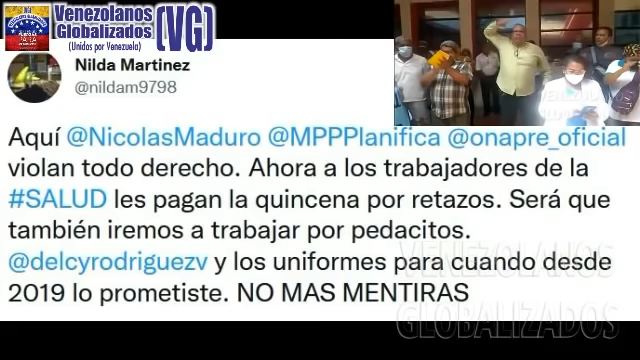 Venezolanos
Globalizados
(Unidos por Venezuela)
(VG)
Nilda Martinez
@nildam9798
Aquí @NicolasMaduro @MPPPlanifica @onapre_oficial
violan todo derecho. Ahora a los trabajadores de la
#SALUD les pagan la quincena por retazos. Será que
también iremos a trabajar por pedacitos.
@delcyrodriguezv y los uniformes para cuando desde
2019 lo prometiste. NO MAS MENTIRAS
VENEZOLANOS
GLOBALIZADOS